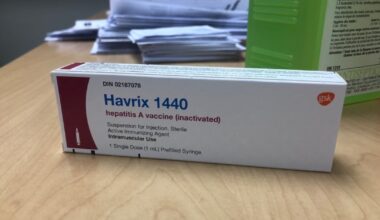 DIN 02187078
Havrix 1440
hepatitis A vaccine (inactivated)
Suspension for Injection, Sterile
Active Immunizing Agent
Intramuscular Use
1 Single Dose (1 mL) Prefilled Syringe
gsk